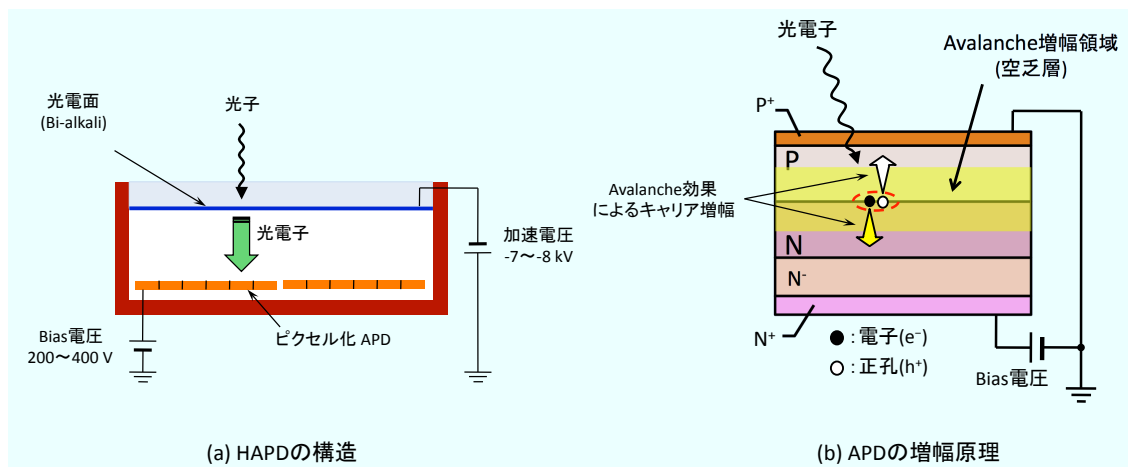 光電面
(Bi-alkali)
光子
光電子
加速電圧
-7~-8 kV
Bias電圧
200~400 V
ピクセル化 APD
(a) HAPDの構造
光電子
Avalanche増幅領域
(空乏層)
P⁺
P
Avalanche効果
によるキャリア増幅
N
N⁻
N⁺
: 電子(e⁻)
: 正孔(h⁺)
Bias電圧
(b) APDの増幅原理